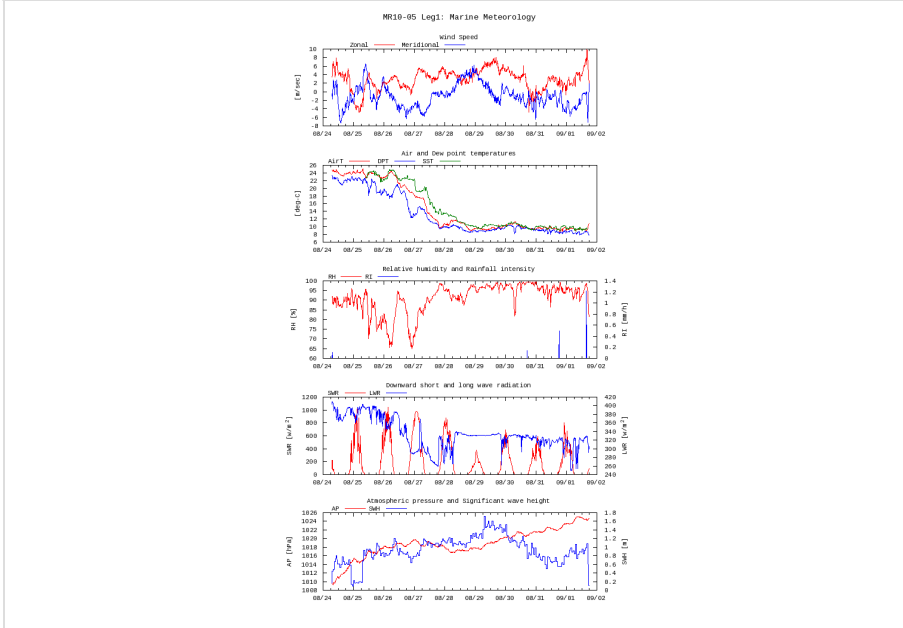 MR10-05 Leg1: Marine Meteorology
Wind Speed
Zonal Meridional
10
8
6
4
2
0
-2
-4
-6
-8
[m/sec]
08/24 08/25 08/26 08/27 08/28 08/29 08/30 08/31 09/01 09/02
Air and Dew point temperatures
AirT DPT SST
26
24
22
20
18
16
14
12
10
8
6
[deg-C]
08/24 08/25 08/26 08/27 08/28 08/29 08/30 08/31 09/01 09/02
Relative humidity and Rainfall intensity
RH RI
100 1.4
95 1.2
90 1
85 0.8
80
75 0.6
70 0.4
65 0.2
60 0
RH [%]
RI [mm/h]
08/24 08/25 08/26 08/27 08/28 08/29 08/30 08/31 09/01 09/02
Downward short and long wave radiation
SWR LWR
1200 420
1000 400
800 380
600 360
400 340
200 320
0 300
280
260
240
SWR [w/m²]
LWR [w/m²]
08/24 08/25 08/26 08/27 08/28 08/29 08/30 08/31 09/01 09/02
Atmospheric pressure and Significant wave height
AP SWH
1026 1.8
1024 1.6
1022 1.4
1020 1.2
1018 1
1016 0.8
1014 0.6
1012 0.4
1010 0.2
1008 0
AP [hPa]
SWH [m]
08/24 08/25 08/26 08/27 08/28 08/29 08/30 08/31 09/01 09/02